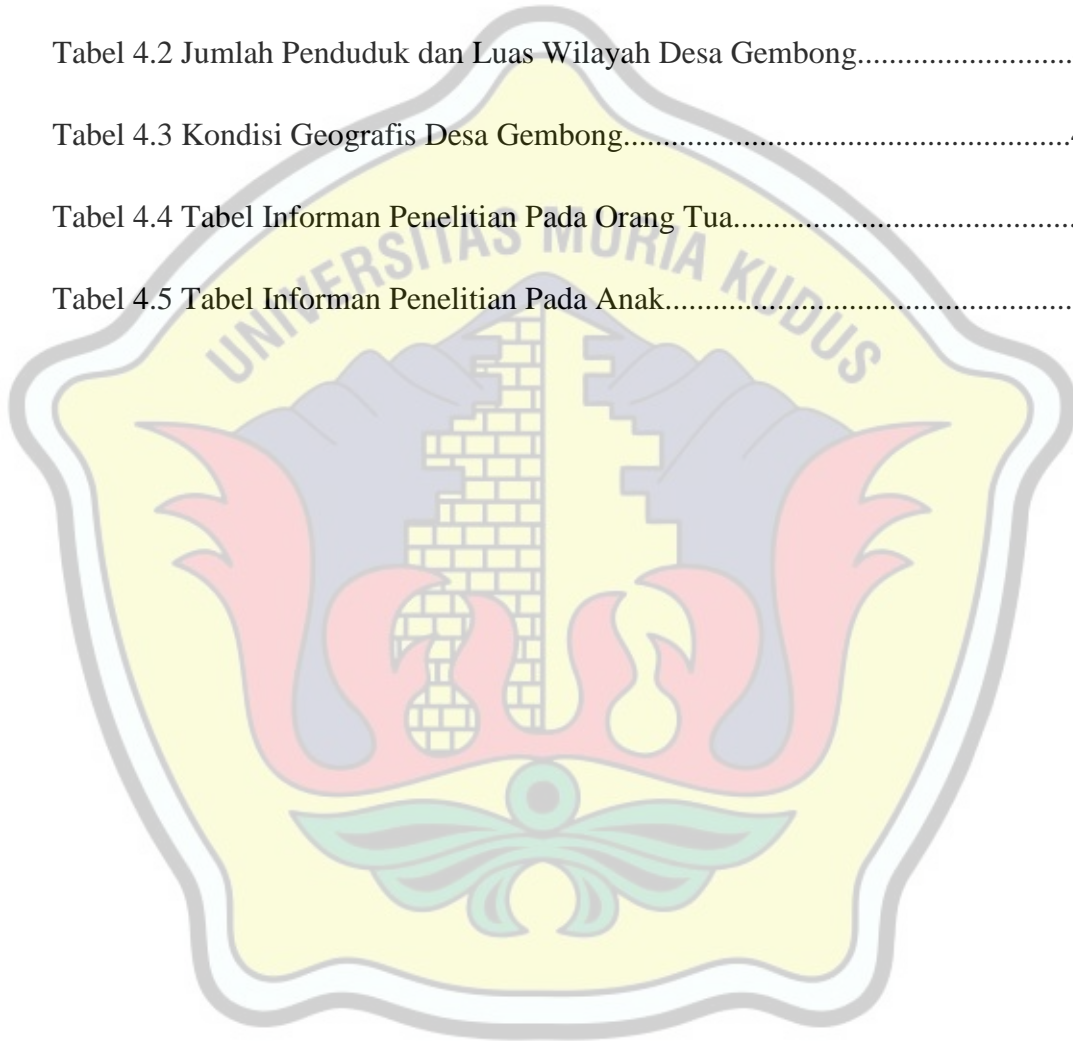 Tabel 4.2 Jumlah Penduduk dan Luas Wilayah Desa Gembong...........................
Tabel 4.3 Kondisi Geografis Desa Gembong........................................................4
Tabel 4.4 Tabel Informan Penelitian Pada Orang Tua..........................................
Tabel 4.5 Tabel Informan Penelitian Pada Anak...................................................
UNIVERSITAS MURIA KUDUS